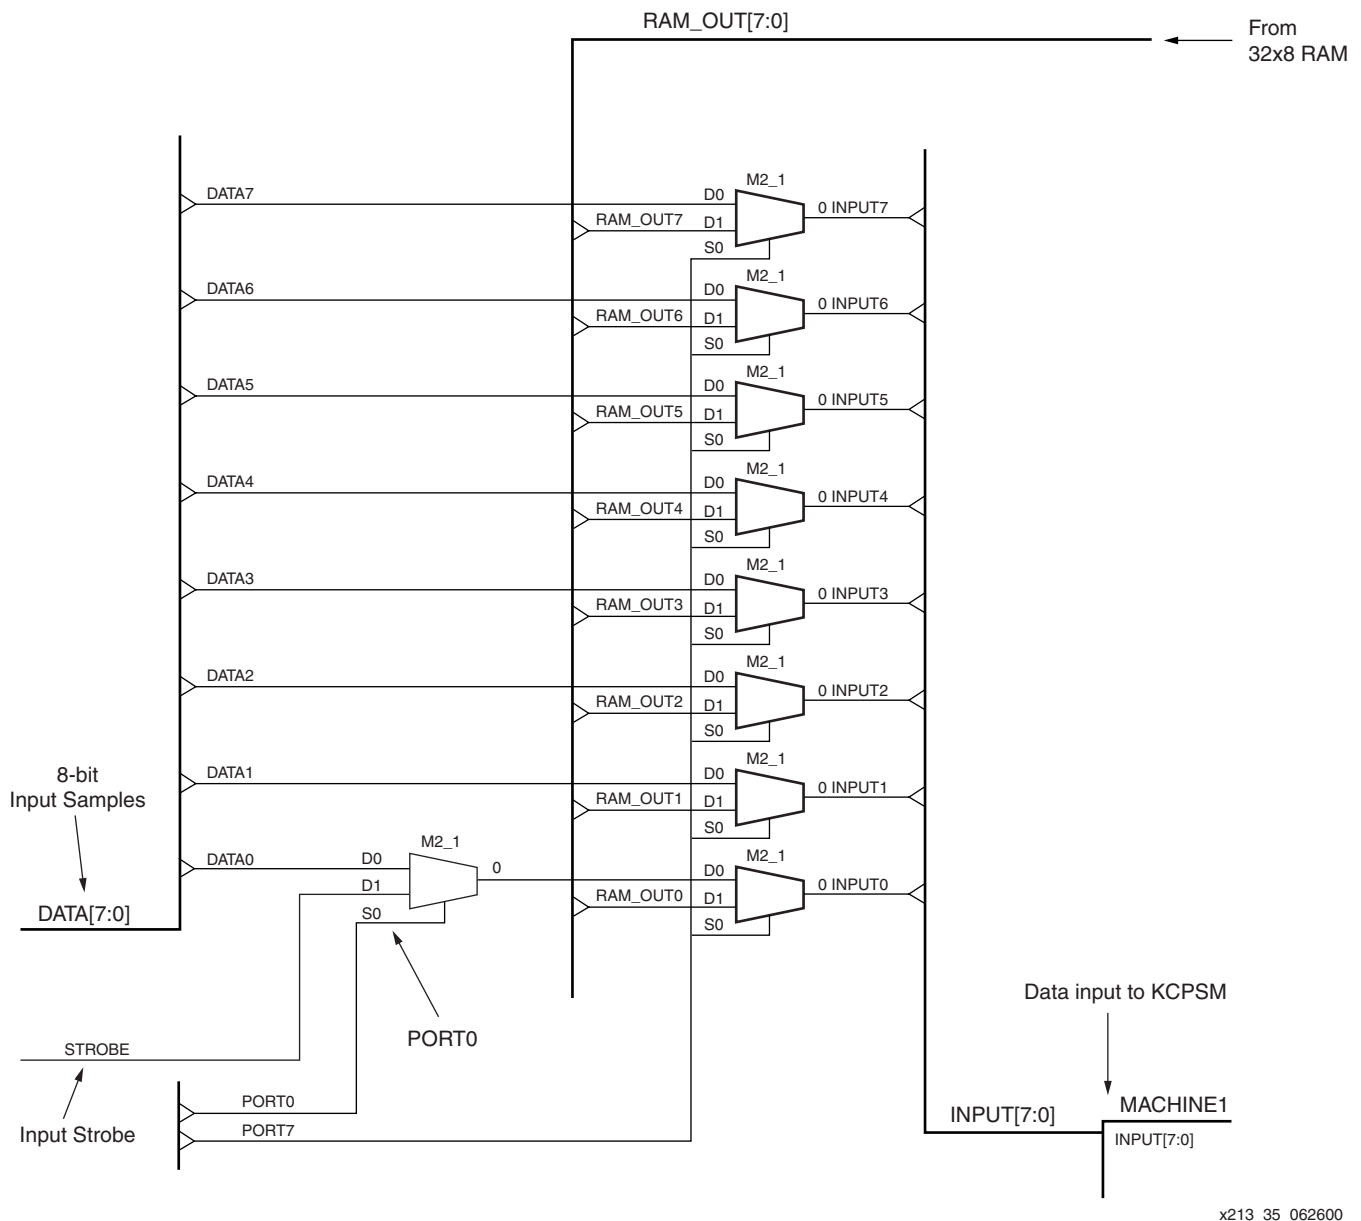 RAM_OUT[7:0]
From
32x8 RAM
M2_1
DATA7
D0
RAM_OUT7
D1
0 INPUT7
S0
M2_1
DATA6
D0
RAM_OUT6
D1
0 INPUT6
S0
M2_1
DATA5
D0
RAM_OUT5
D1
0 INPUT5
S0
M2_1
DATA4
D0
RAM_OUT4
D1
0 INPUT4
S0
M2_1
DATA3
D0
RAM_OUT3
D1
0 INPUT3
S0
M2_1
DATA2
D0
RAM_OUT2
D1
0 INPUT2
S0
M2_1
8-bit
Input Samples
DATA1
D0
RAM_OUT1
D1
0 INPUT1
S0
M2_1
DATA0
D0
D1
S0
0
M2_1
D0
RAM_OUT0
D1
0 INPUT0
S0
DATA[7:0]
PORT0
STROBE
Input Strobe
PORT0
PORT7
Data input to KCPSM
INPUT[7:0]
MACHINE1
INPUT[7:0]
x213_35_062600